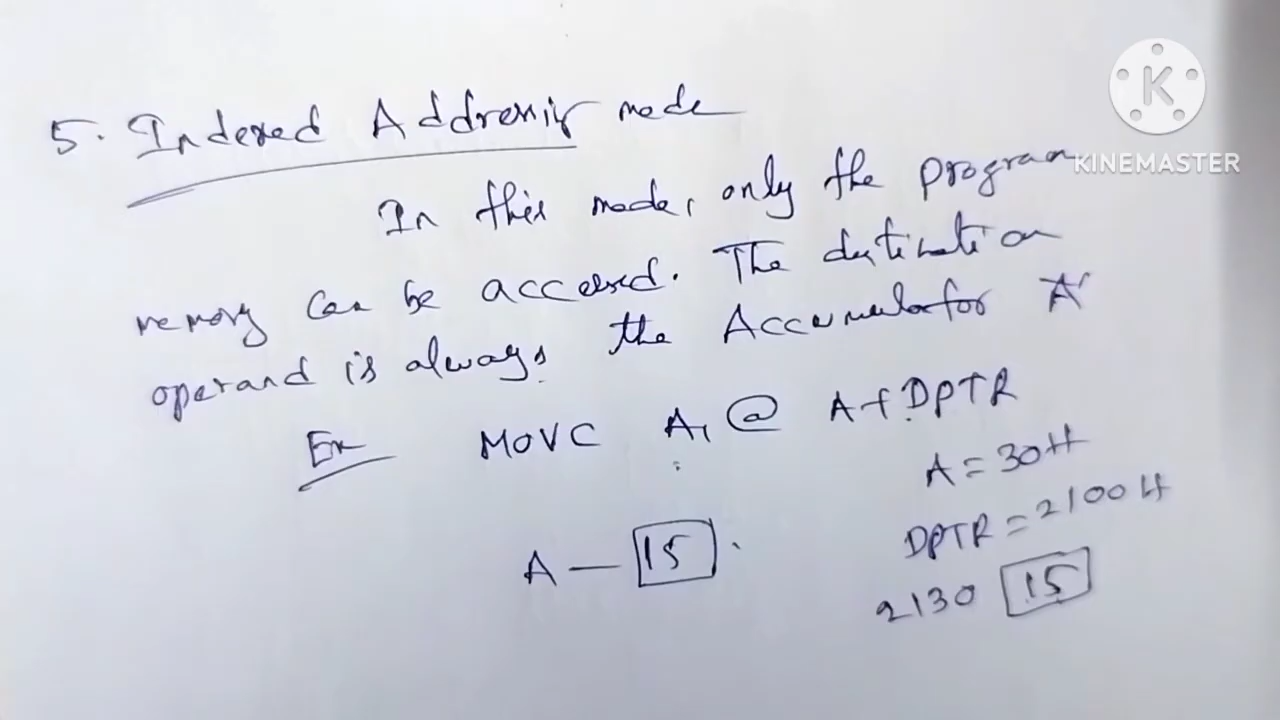 5. Indexed Addressing mode
In this mode, only the program
memory can be accessed. The destination
operand is always the Accumulator 'A'
Ex MOVC A, @ A+DPTR
A = 30H
DPTR = 2100H
A — 15
2130 15
K
KINEMASTER